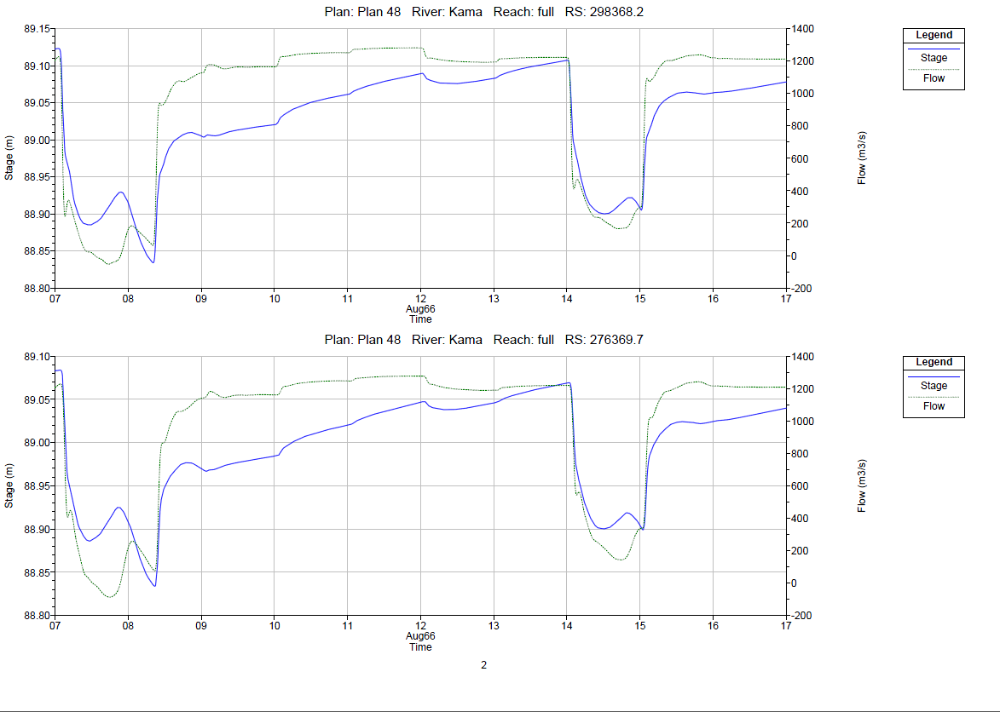 Plan: Plan 48 River: Kama Reach: full RS: 298368.2
89.15
89.10
89.05
89.00
88.95
88.90
88.85
88.80
Stage (m)
1400
1200
1000
800
600
400
200
0
-200
Flow (m3/s)
07 08 09 10 11 12 13 14 15 16 17
Aug66
Time
Legend
Stage
Flow
Plan: Plan 48 River: Kama Reach: full RS: 276369.7
89.10
89.05
89.00
88.95
88.90
88.85
88.80
Stage (m)
1400
1200
1000
800
600
400
200
0
-200
Flow (m3/s)
07 08 09 10 11 12 13 14 15 16 17
Aug66
Time
Legend
Stage
Flow
2